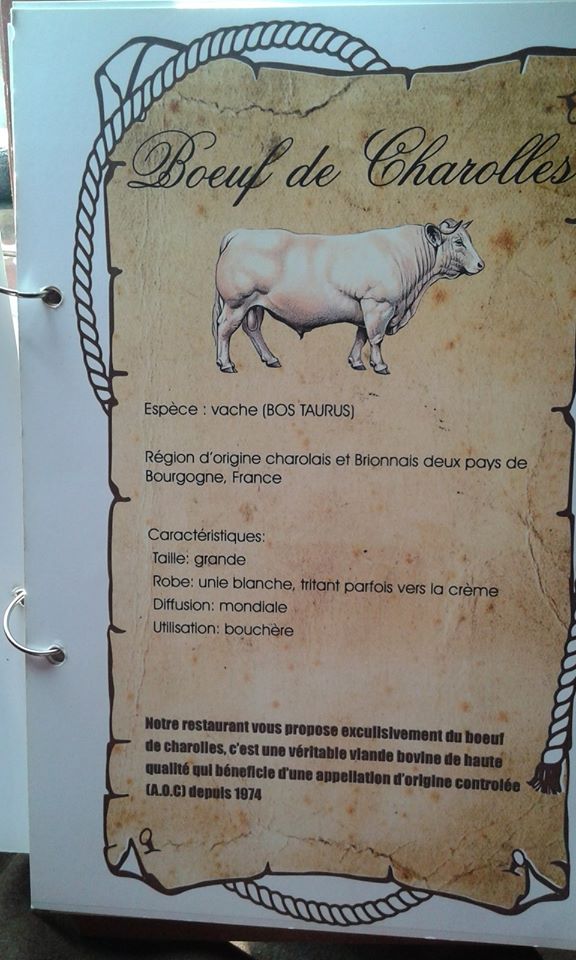 Boeuf de Charolles
Espèce : vache (BOS TAURUS)
Région d'origine charolais et Brionnais deux pays de
Bourgogne, France
Caractéristiques:
Taille: grande
Robe: unie blanche, tritant parfois vers la crème
Diffusion: mondiale
Utilisation: bouchère
Notre restaurant vous propose exculisivement du boeuf
de charolles, c'est une véritable viande bovine de haute
qualité qui béneficie d'une appellation d'origine controlée
(A.O.C) depuis 1974